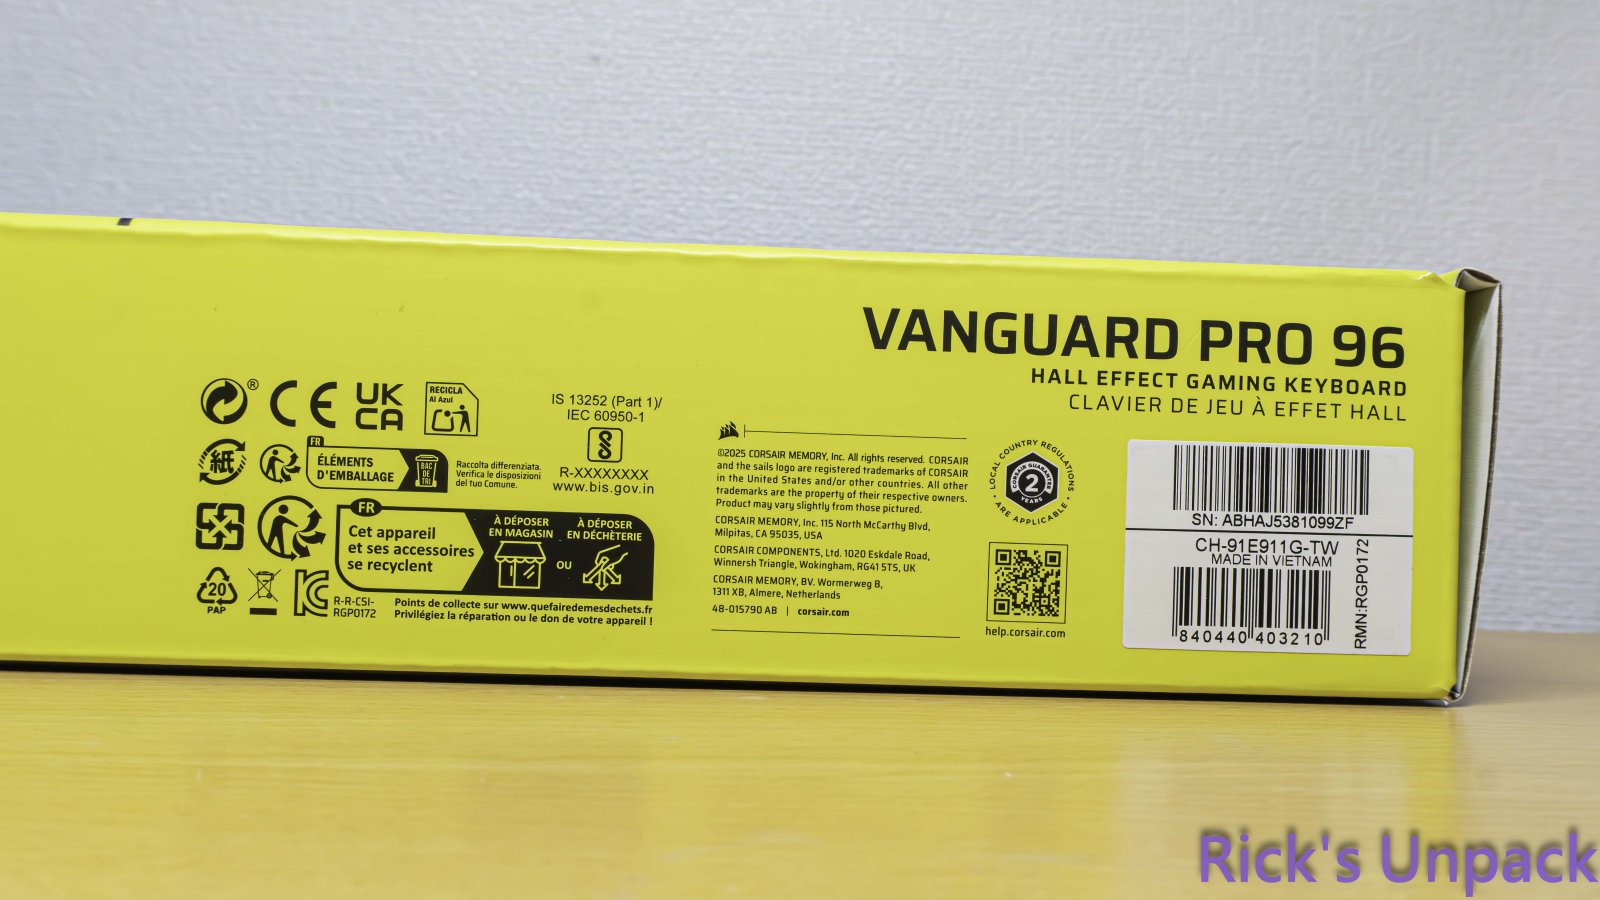 VANGUARD PRO 96
HALL EFFECT GAMING KEYBOARD
CLAVIER DE JEU À EFFET HALL
®
CE
UK
CA
RECICLA
Al Azul
紙
FR
ÉLÉMENTS
D'EMBALLAGE
BAC
DE
TRI
Raccolta differenziata.
Verifica le disposizioni
del tuo Comune.
IS 13252 (Part 1)/
IEC 60950-1
R-XXXXXXXX
www.bis.gov.in
FR
Cet appareil
et ses accessoires
se recyclent
À DÉPOSER
EN MAGASIN
OU
À DÉPOSER
EN DÉCHÈTERIE
Points de collecte sur www.quefairedemesdechets.fr
Privilégiez la réparation ou le don de votre appareil !
20
PAP
R-R-CSI-
RGP0172
©2025 CORSAIR MEMORY, Inc. All rights reserved. CORSAIR
and the sails logo are registered trademarks of CORSAIR
in the United States and/or other countries. All other
trademarks are the property of their respective owners.
Product may vary slightly from those pictured.
CORSAIR MEMORY, Inc. 115 North McCarthy Blvd,
Milpitas, CA 95035, USA
CORSAIR COMPONENTS, Ltd. 1020 Eskdale Road,
Winnersh Triangle, Wokingham, RG41 5TS, UK
CORSAIR MEMORY, BV. Wormerweg 8,
1311 XB, Almere, Netherlands
48-015790 AB | corsair.com
LOCAL COUNTRY REGULATIONS
ARE APPLICABLE
CORSAIR GUARANTEE
2
YEARS
help.corsair.com
SN: ABHAJ5381099ZF
CH-91E911G-TW
MADE IN VIETNAM
840440 403210
RMN:RGP0172
Rick's Unpack